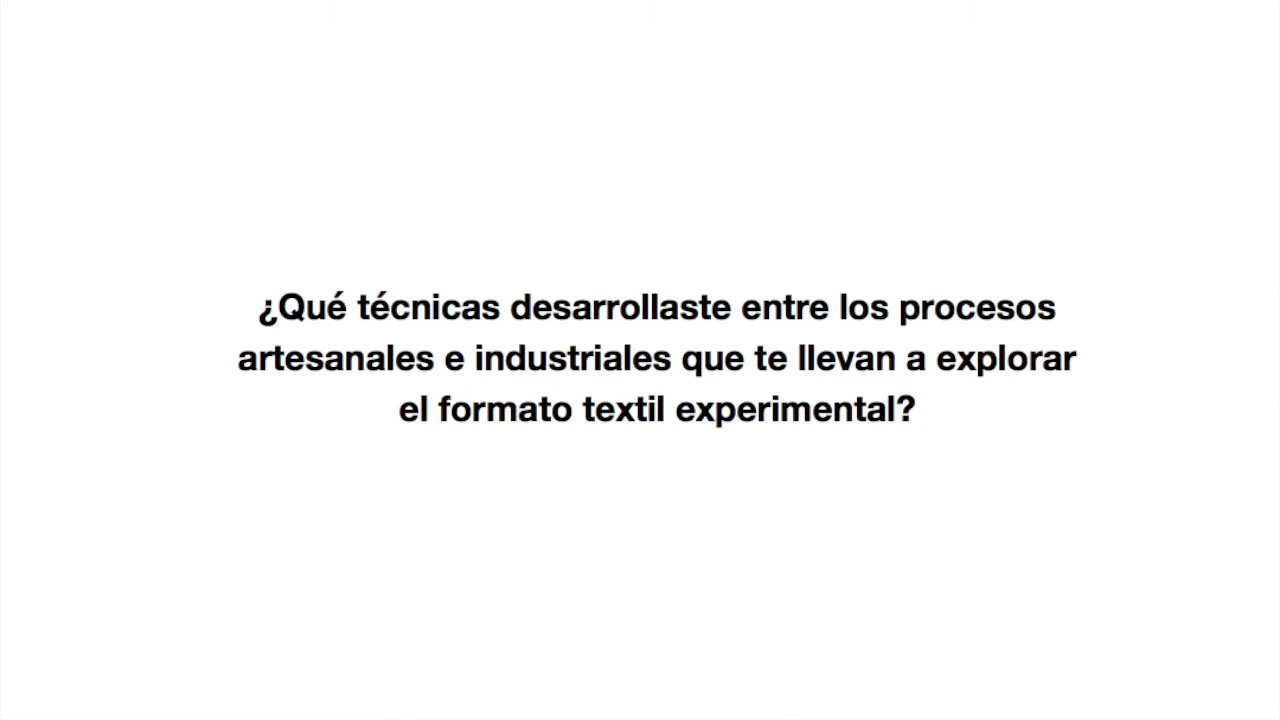 ¿Qué técnicas desarrollaste entre los procesos
artesanales e industriales que te llevan a explorar
el formato textil experimental?